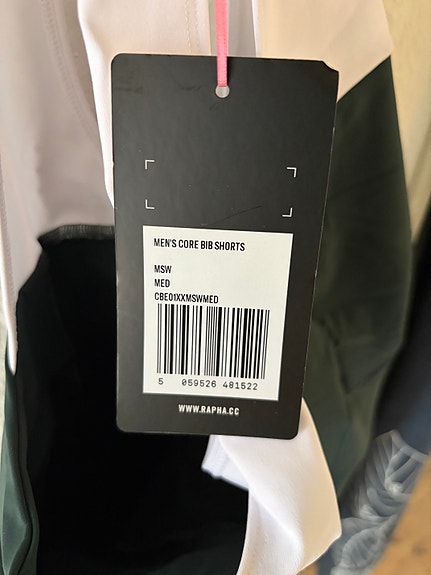 MEN'S CORE BIB SHORTS
MSW
MED
CBE01XXMSWMED
5 059526 481522
WWW.RAPHA.CC